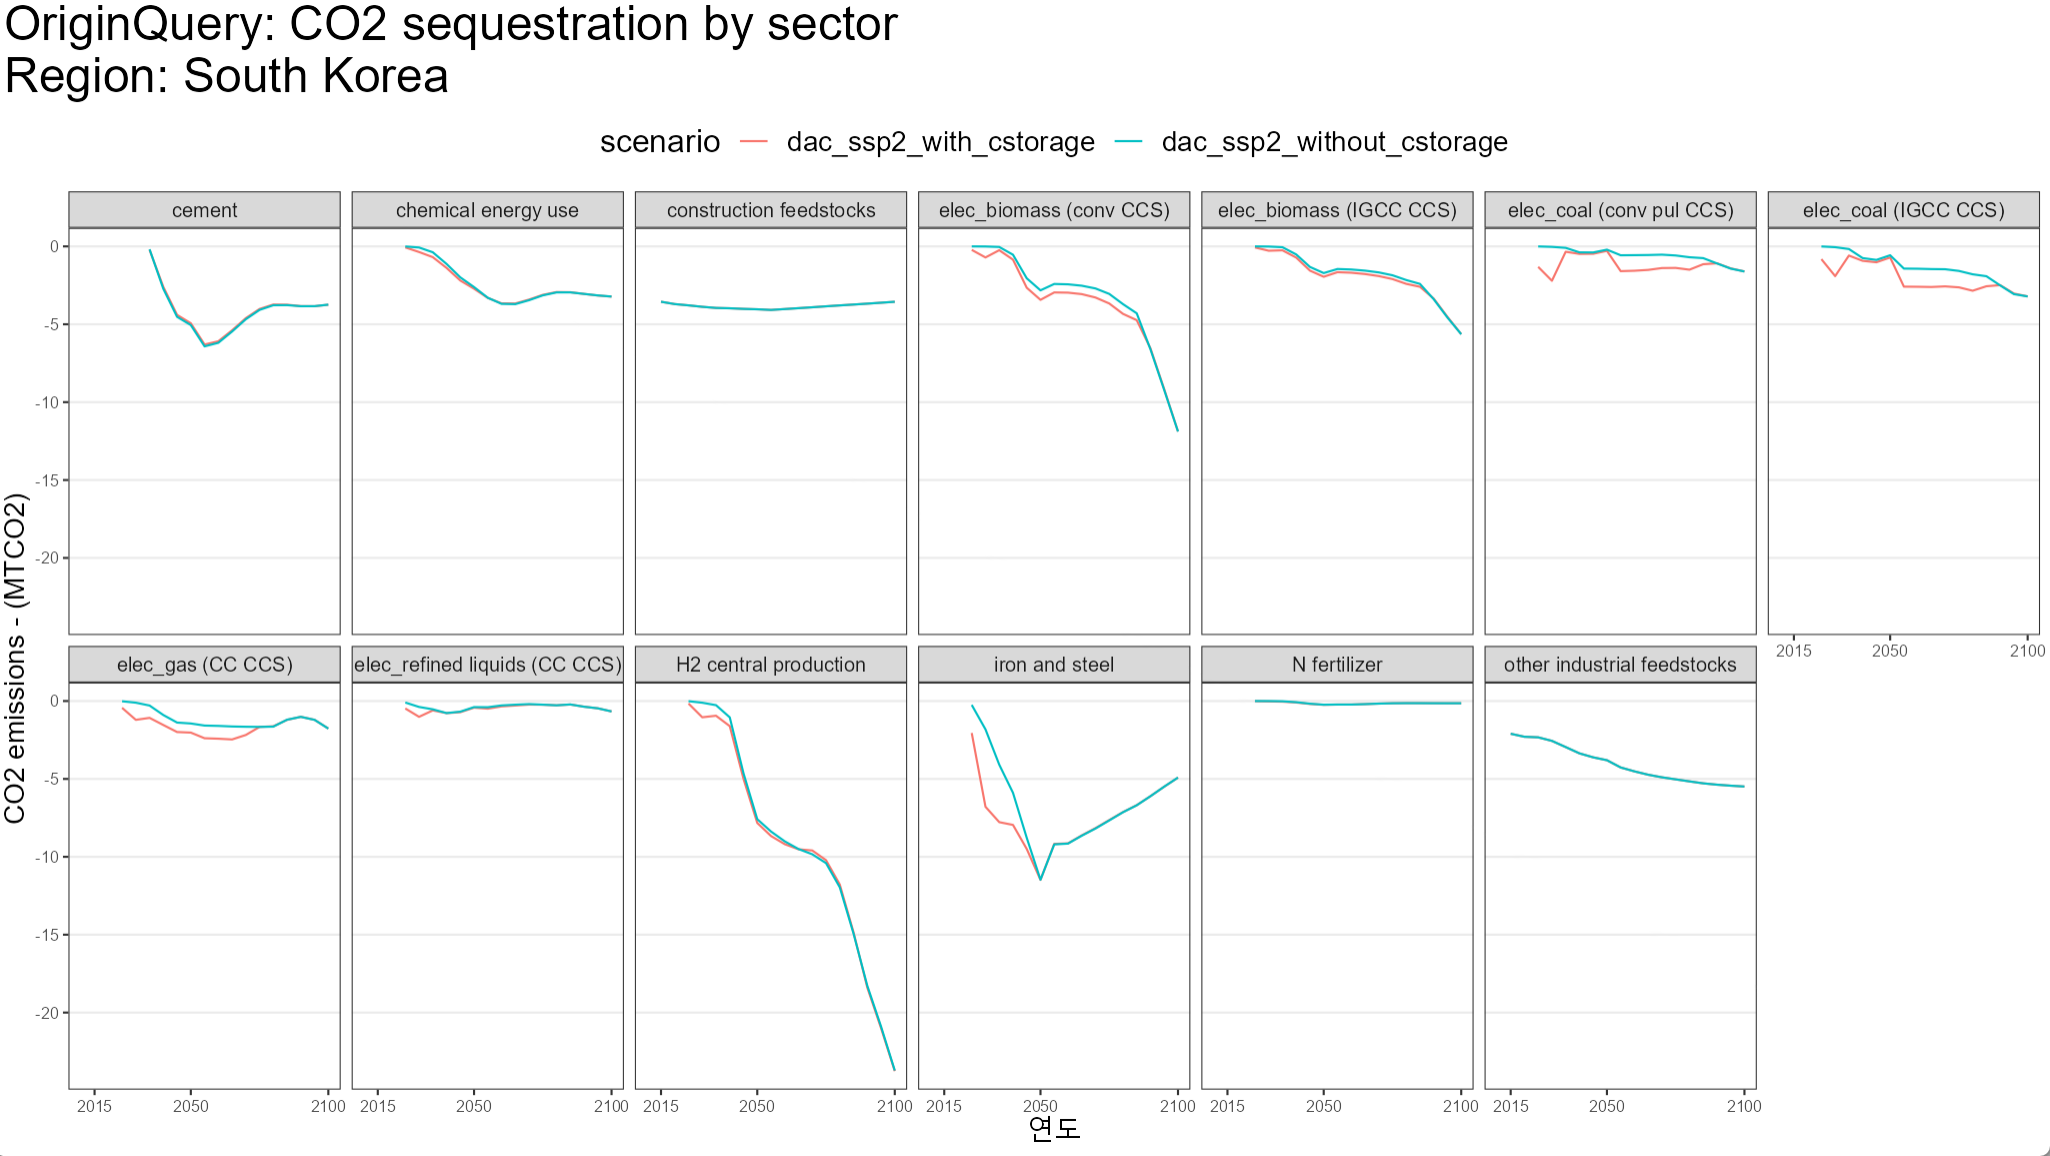 OriginQuery: CO2 sequestration by sector
Region: South Korea
scenario dac_ssp2_with_cstorage dac_ssp2_without_cstorage
cement chemical energy use construction feedstocks elec_biomass (conv CCS) elec_biomass (IGCC CCS) elec_coal (conv pul CCS) elec_coal (IGCC CCS)
0
-5
-10
-15
-20
2015 2050 2100
elec_gas (CC CCS) elec_refined liquids (CC CCS) H2 central production iron and steel N fertilizer other industrial feedstocks
0
-5
-10
-15
-20
2015 2050 2100 2015 2050 2100 2015 2050 2100 2015 2050 2100 2015 2050 2100 2015 2050 2100
CO2 emissions - (MTCO2)
연도